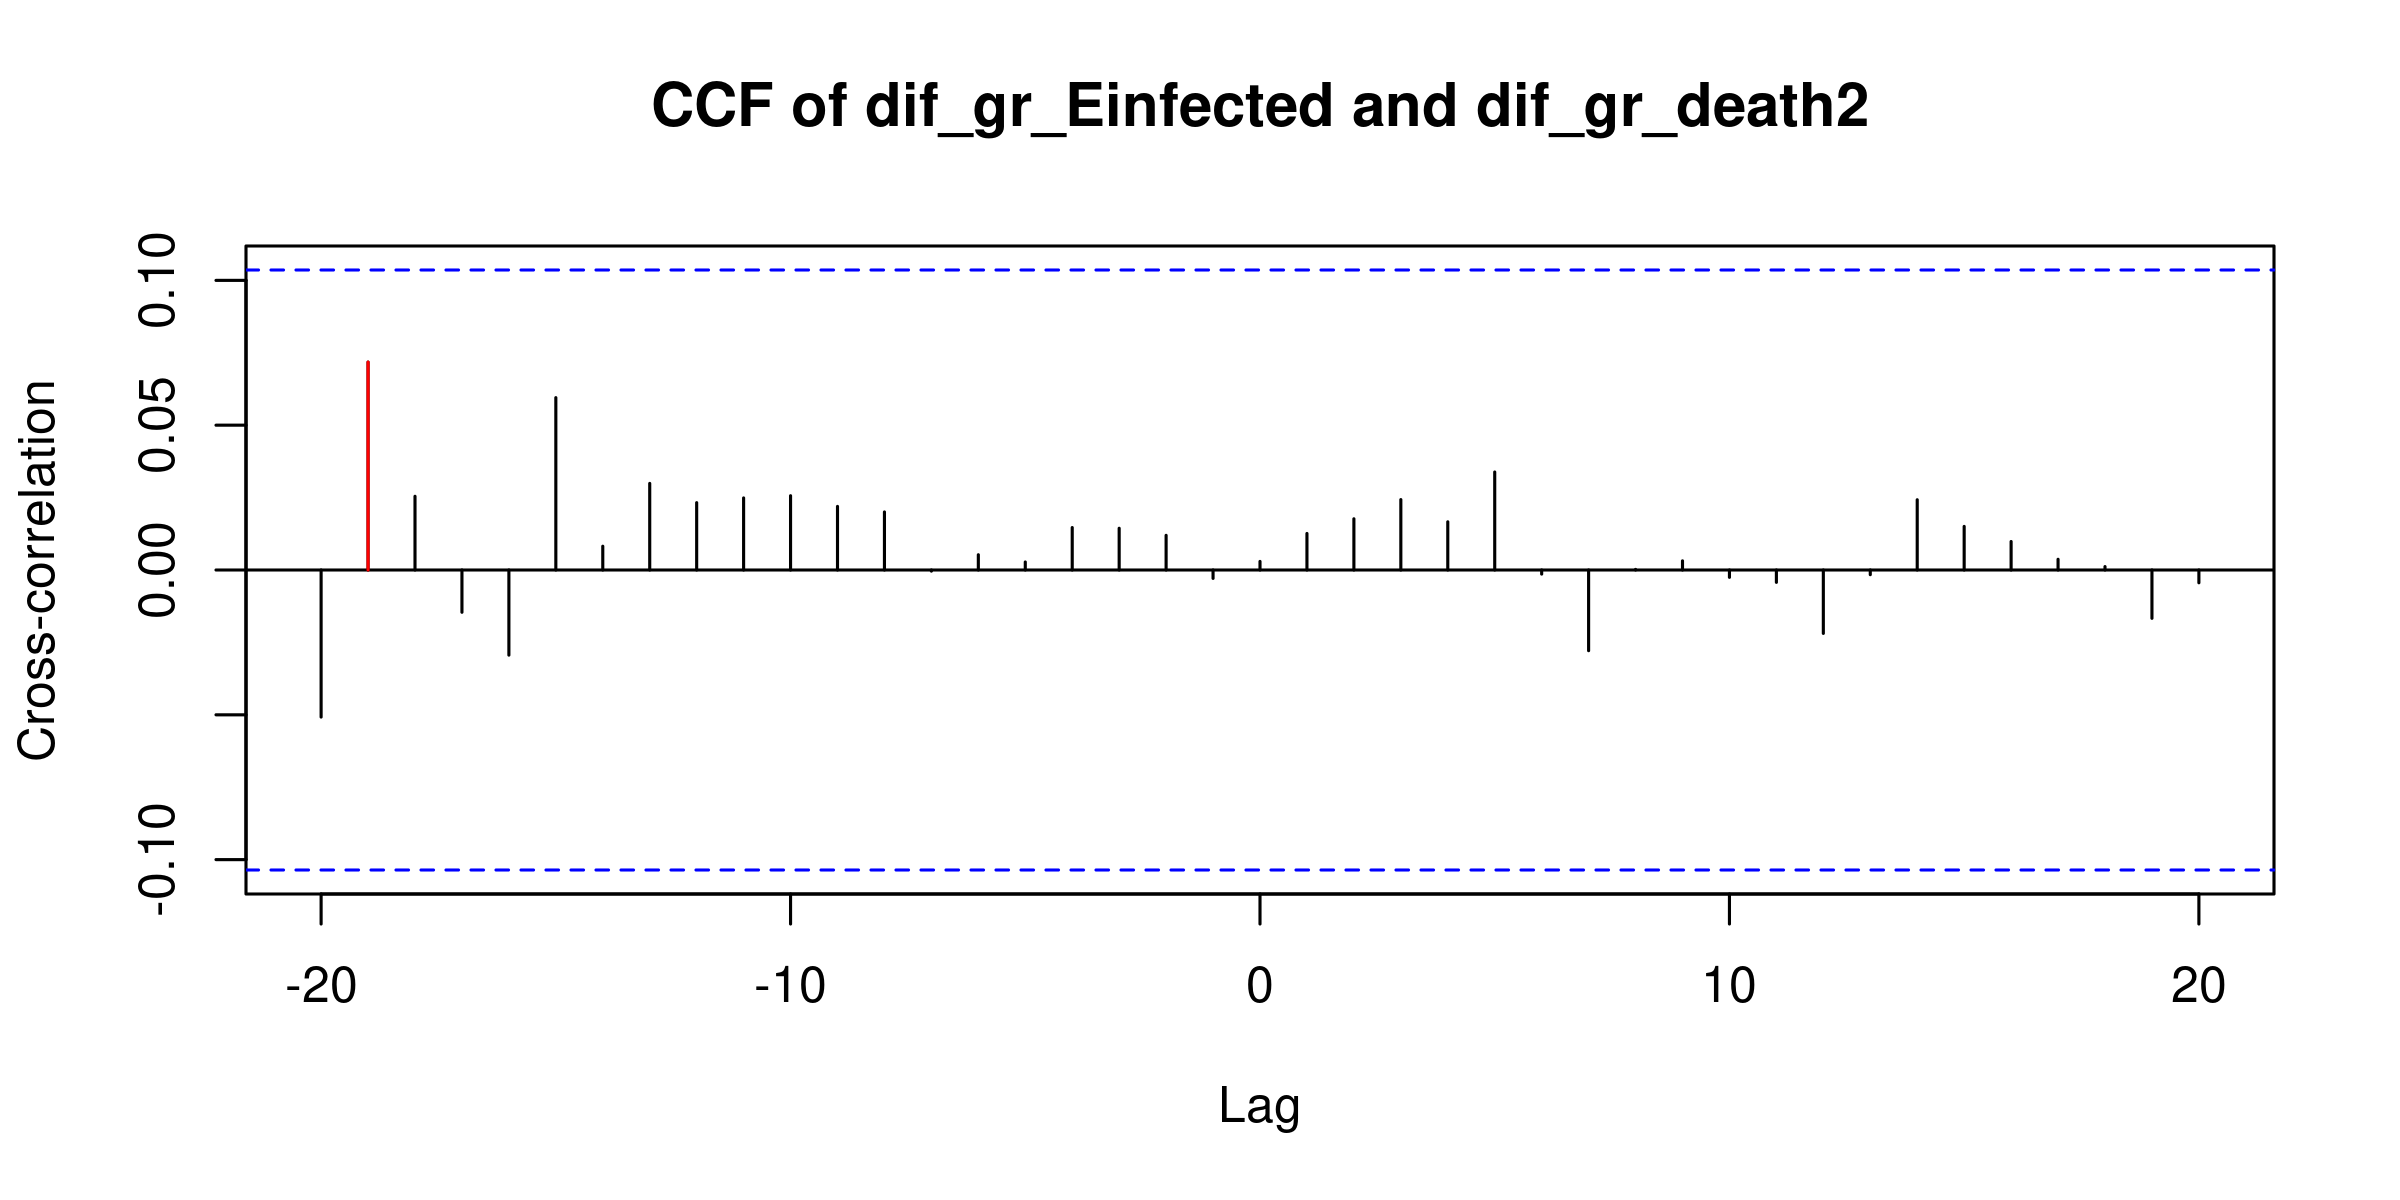 CCF of dif_gr_Einfected and dif_gr_death2
Cross-correlation
0.10
0.05
0.00
-0.10
-20 -10 0 10 20
Lag